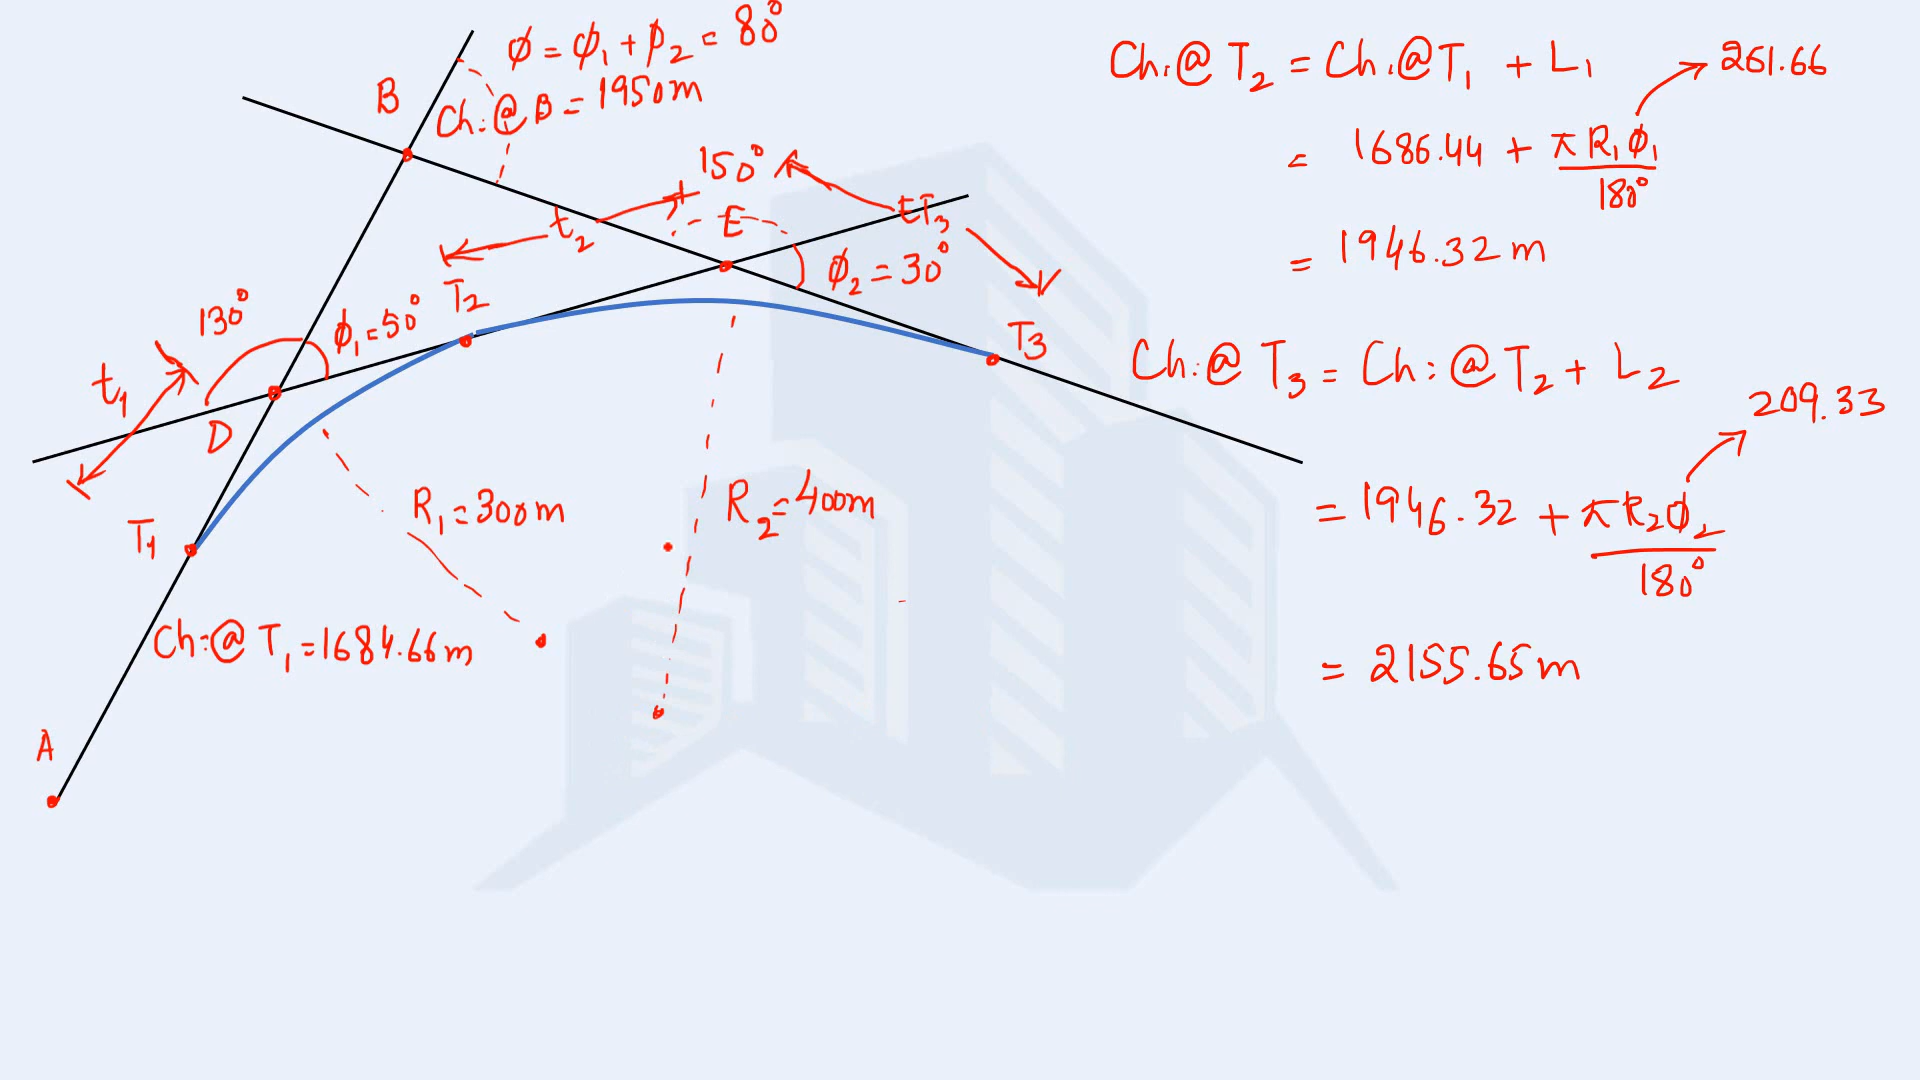 ϕ = ϕ₁ + ϕ₂ = 80°
B
Ch:@ B = 1950m
150°
t₂
E
tT₃
ϕ₂ = 30°
T₂
130°
ϕ₁ = 50°
t₁
D
T₃
T₁
R₁ = 300m
R₂ = 400m
Ch:@ T₁ = 1684.66m
A
Ch:@ T₂ = Ch:@ T₁ + L₁
261.66
= 1686.44 + πR₁ϕ₁/180°
= 1946.32 m
Ch:@ T₃ = Ch:@ T₂ + L₂
209.33
= 1946.32 + πR₂ϕ₂/180°
= 2155.65m